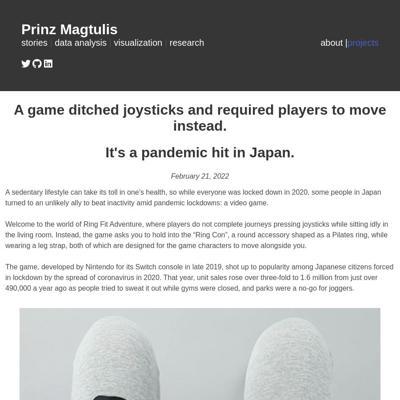 Prinz Magtulis
stories | data analysis | visualization | research
about |projects
A game ditched joysticks and required players to move
instead.
It's a pandemic hit in Japan.
February 21, 2022
A sedentary lifestyle can take its toll in one's health, so while everyone was locked down in 2020, some people in Japan
turned to an unlikely ally to beat inactivity amid pandemic lockdowns: a video game.
Welcome to the world of Ring Fit Adventure, where players do not complete journeys pressing joysticks while sitting idly in
the living room. Instead, the game asks you to hold into the “Ring Con”, a round accessory shaped as a Pilates ring, while
wearing a leg strap, both of which are designed for the game characters to move alongside you.
The game, developed by Nintendo for its Switch console in late 2019, shot up to popularity among Japanese citizens forced
in lockdown by the spread of coronavirus in 2020. That year, unit sales rose over three-fold to 1.6 million from just over
490,000 a year ago as people tried to sweat it out while gyms were closed, and parks were a no-go for joggers.